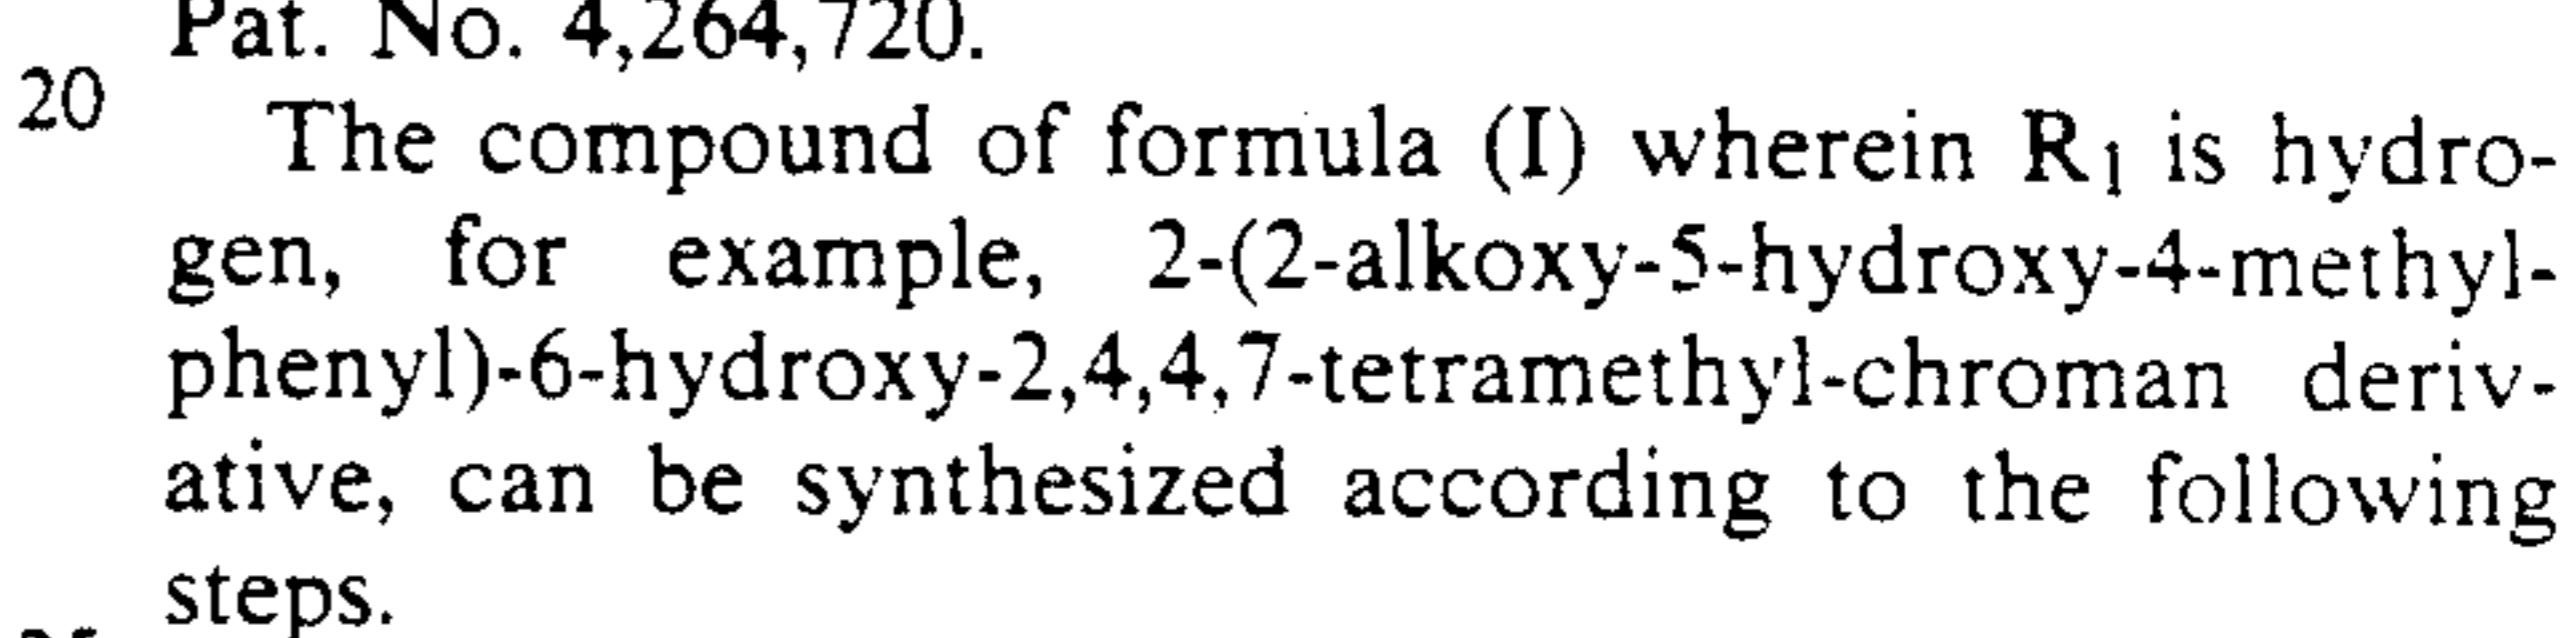 Pat. No. 4,264,720.
20
The compound of formula (I) wherein R₁ is hydro-
gen, for example, 2-(2-alkoxy-5-hydroxy-4-methyl-
phenyl)-6-hydroxy-2,4,4,7-tetramethyl-chroman deriv-
ative, can be synthesized according to the following
steps.